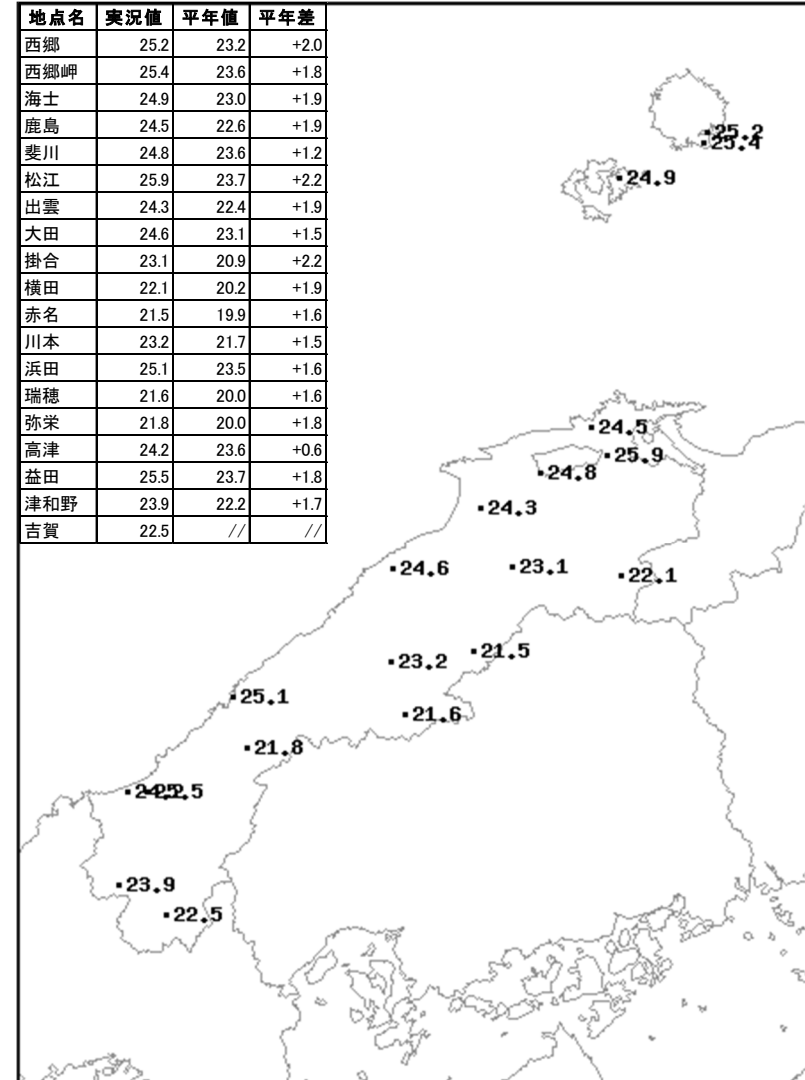 地点名 実況値 平年値 平年差
西郷 25.2 23.2 +2.0
西郷岬 25.4 23.6 +1.8
海士 24.9 23.0 +1.9
鹿島 24.5 22.6 +1.9
斐川 24.8 23.6 +1.2
松江 25.9 23.7 +2.2
出雲 24.3 22.4 +1.9
大田 24.6 23.1 +1.5
掛合 23.1 20.9 +2.2
横田 22.1 20.2 +1.9
赤名 21.5 19.9 +1.6
川本 23.2 21.7 +1.5
浜田 25.1 23.5 +1.6
瑞穂 21.6 20.0 +1.6
弥栄 21.8 20.0 +1.8
高津 24.2 23.6 +0.6
益田 25.5 23.7 +1.8
津和野 23.9 22.2 +1.7
吉賀 22.5 // //
25.2
25.4
24.9
24.5
25.9
24.8
24.3
24.6
23.1
22.1
21.5
23.2
21.6
25.1
21.8
24.2
25.5
23.9
22.5